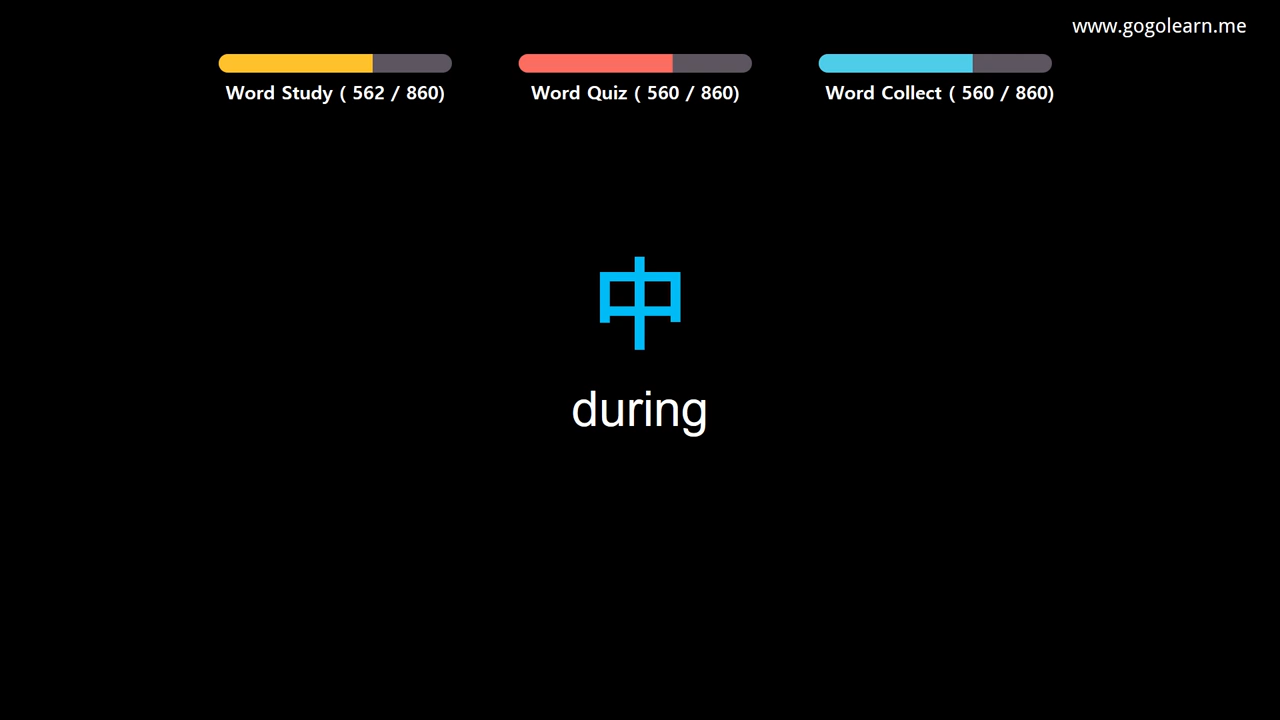 www.gogolearn.me
Word Study ( 562 / 860)
Word Quiz ( 560 / 860)
Word Collect ( 560 / 860)
中
during